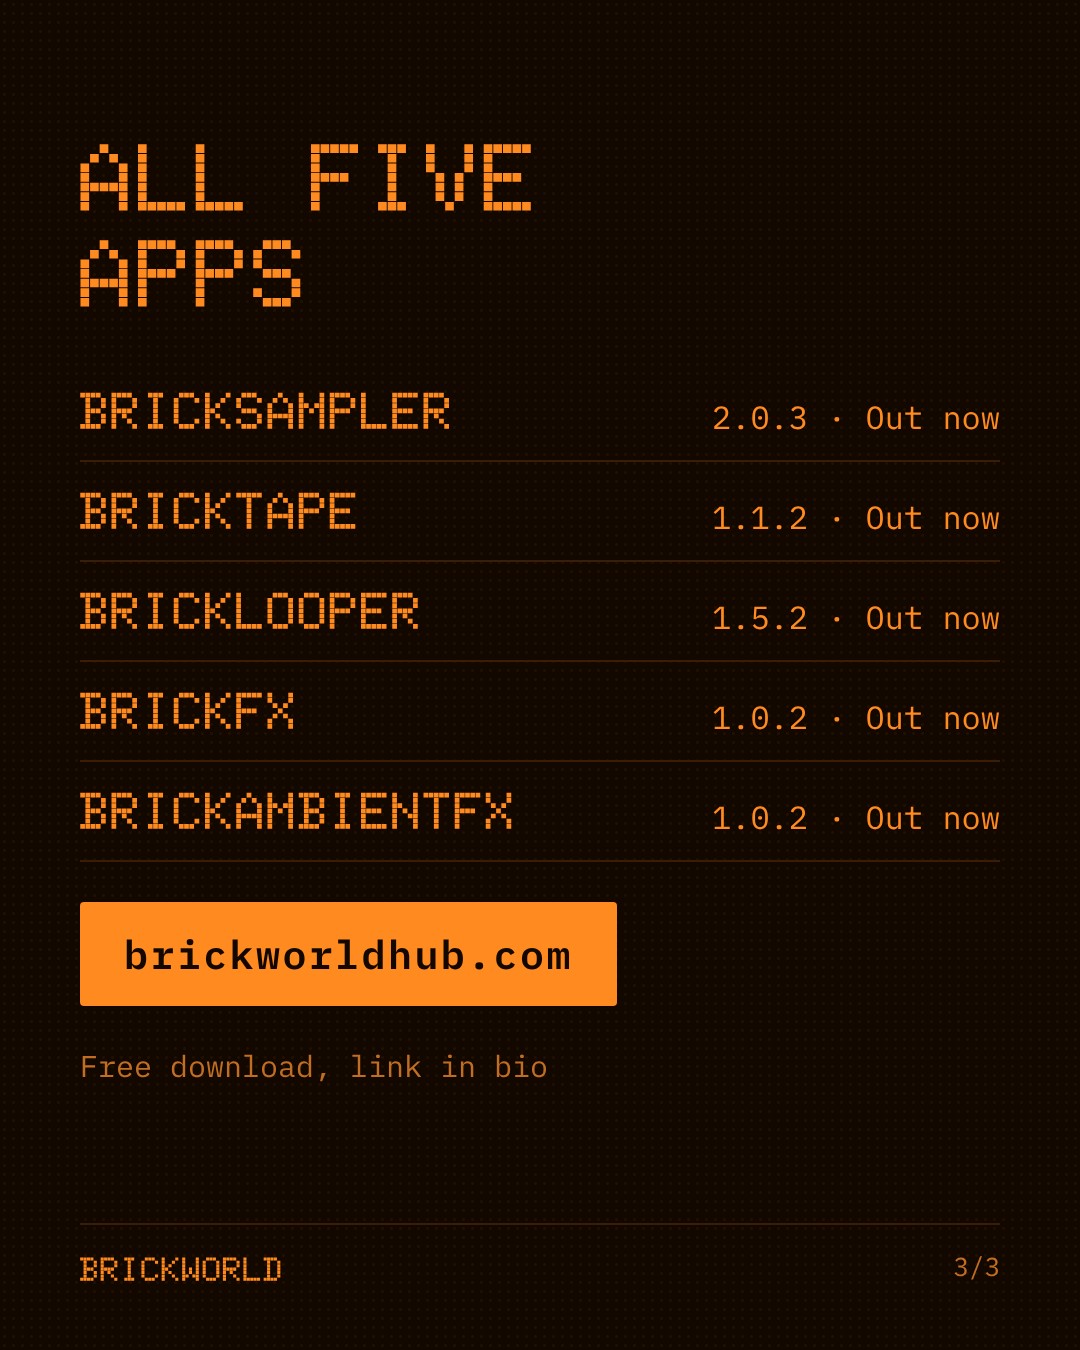 ALL FIVE
APPS
BRICKSAMPLER 2.0.3 · Out now
BRICKTAPE 1.1.2 · Out now
BRICKLOOPER 1.5.2 · Out now
BRICKFX 1.0.2 · Out now
BRICKAMBIENTFX 1.0.2 · Out now
brickworldhub.com
Free download, link in bio
BRICKWORLD 3/3